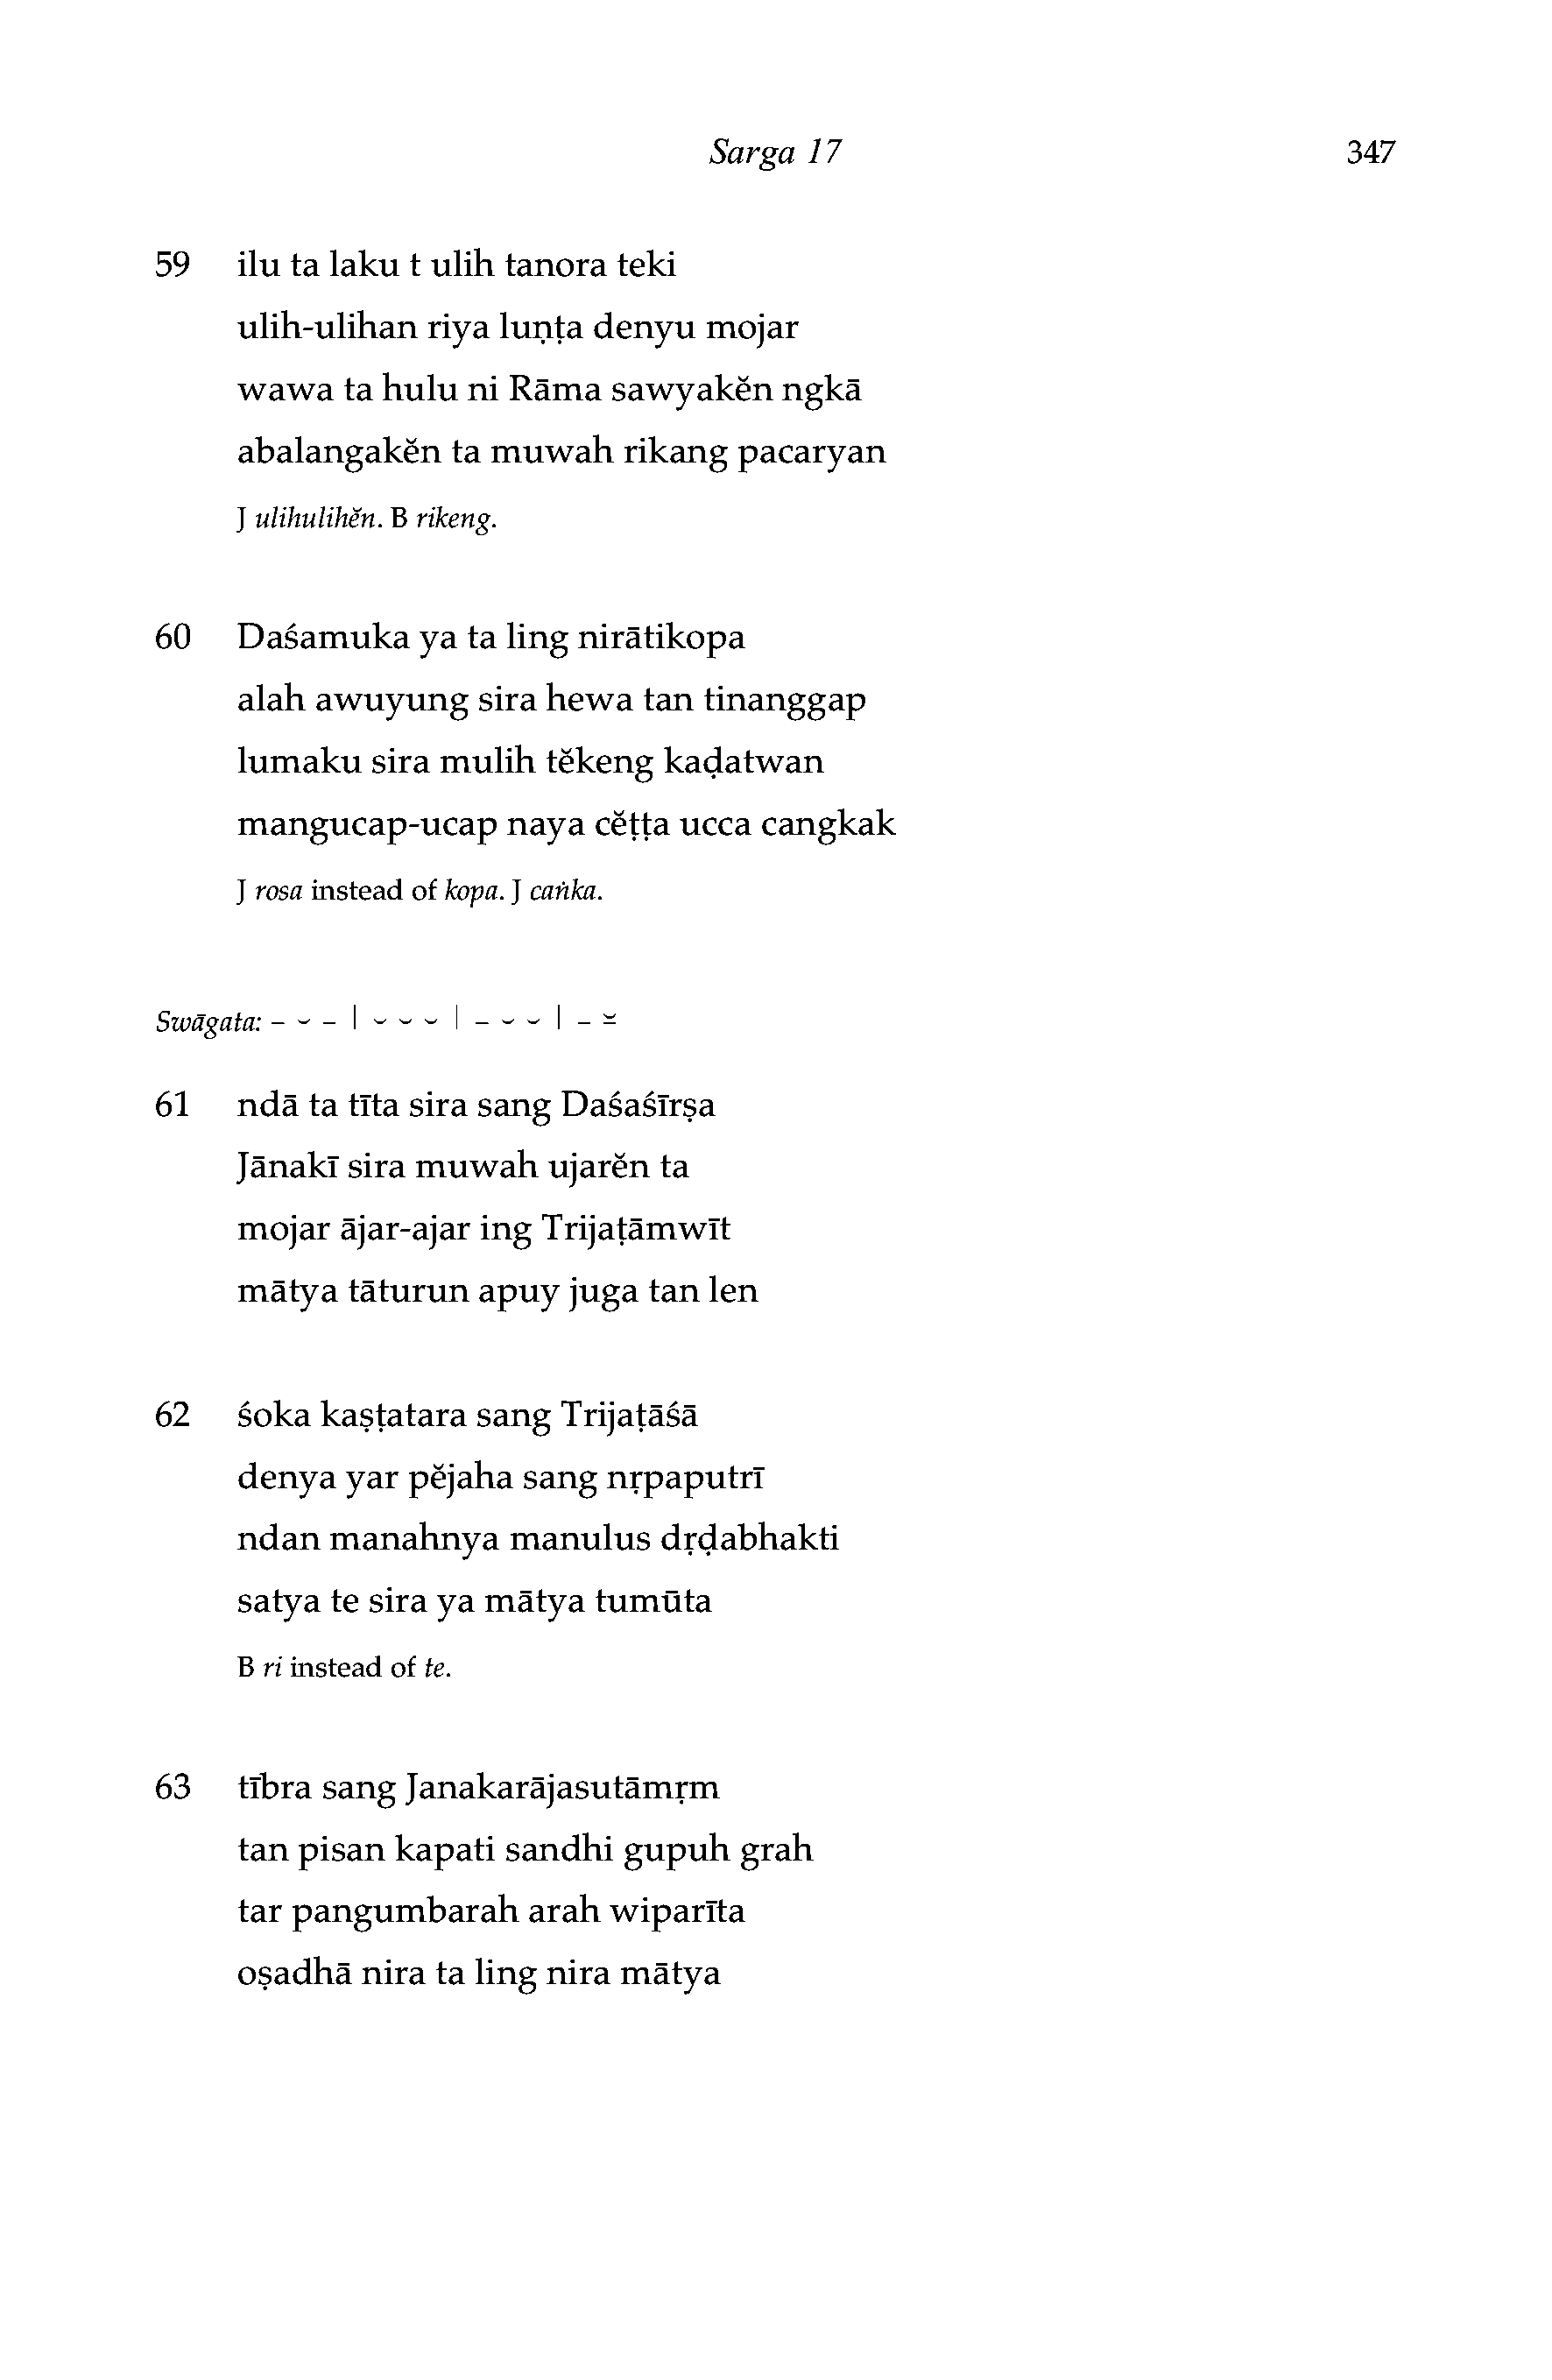 Sarga 17 347
59 ilu ta laku t ulih tanora teki
ulih-ulihan riya luṇṭa denyu mojar
wawa ta hulu ni Rāma sawyakĕn ngkā
abalangakĕn ta muwah rikang pacaryan
J ulihulihĕn. B rikeng.
60 Daśamuka ya ta ling nirātikopa
alah awuyung sira hewa tan tinanggap
lumaku sira mulih tĕkeng kaḍatwan
mangucap-ucap naya cĕṭṭa ucca cangkak
J rosa instead of kopa. J caṅka.
Swāgata: – ⏑ – | ⏑ ⏑ ⏑ | – ⏑ ⏑ | – ⏓
61 ndā ta tīta sira sang Daśaśīrṣa
Jānakī sira muwah ujarĕn ta
mojar ājar-ajar ing Trijaṭāmwīt
mātya tāturun apuy juga tan len
62 śoka kaṣṭatara sang Trijaṭāśā
denya yar pĕjaha sang nṛpaputrī
ndan manahnya manulus dṛḍabhakti
satya te sira ya mātya tumūta
B ri instead of te.
63 tībra sang Janakarājasutāmṛm
tan pisan kapati sandhi gupuh grah
tar pangumbarah arah wiparīta
oṣadhā nira ta ling nira mātya